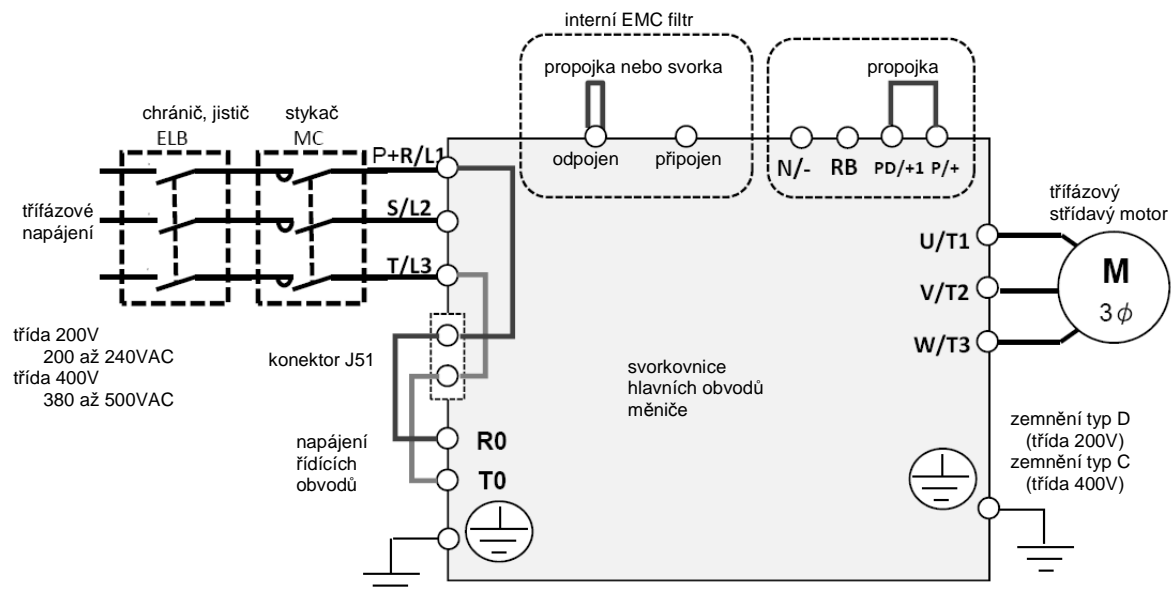 interní EMC filtr
propojka nebo svorka
propojka
chránič, jistič
ELB
stykač
MC
odpojen
připojen
N/-
RB
PD/+1
P/+
P+R/L1
S/L2
T/L3
třífázové
napájení
třífázový
střídavý motor
U/T1
V/T2
W/T3
M
3ϕ
třída 200V
200 až 240VAC
třída 400V
380 až 500VAC
konektor J51
svorkovnice
hlavních obvodů
měniče
napájení
řídících
obvodů
R0
T0
zemnění typ D
(třída 200V)
zemnění typ C
(třída 400V)